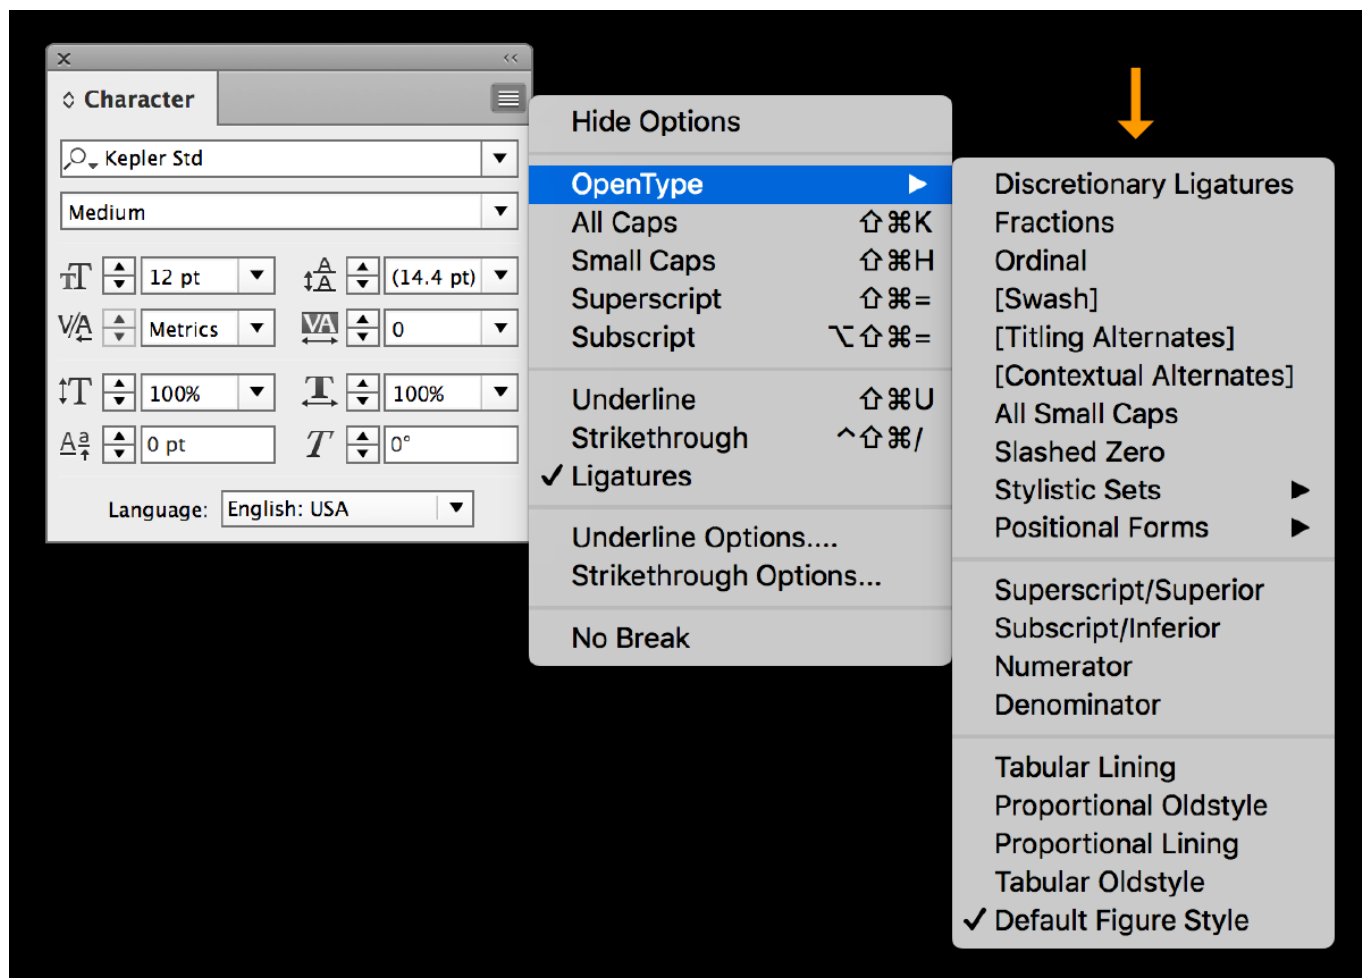 Character
Kepler Std
Medium
12 pt
(14.4 pt)
Metrics
0
100%
100%
0 pt
0°
Language: English: USA
Hide Options
OpenType
All Caps ⇧⌘K
Small Caps ⇧⌘H
Superscript ⇧⌘=
Subscript ⌥⇧⌘=
Underline ⇧⌘U
Strikethrough ^⇧⌘/
✓ Ligatures
Underline Options....
Strikethrough Options...
No Break
Discretionary Ligatures
Fractions
Ordinal
[Swash]
[Titling Alternates]
[Contextual Alternates]
All Small Caps
Slashed Zero
Stylistic Sets
Positional Forms
Superscript/Superior
Subscript/Inferior
Numerator
Denominator
Tabular Lining
Proportional Oldstyle
Proportional Lining
Tabular Oldstyle
✓ Default Figure Style